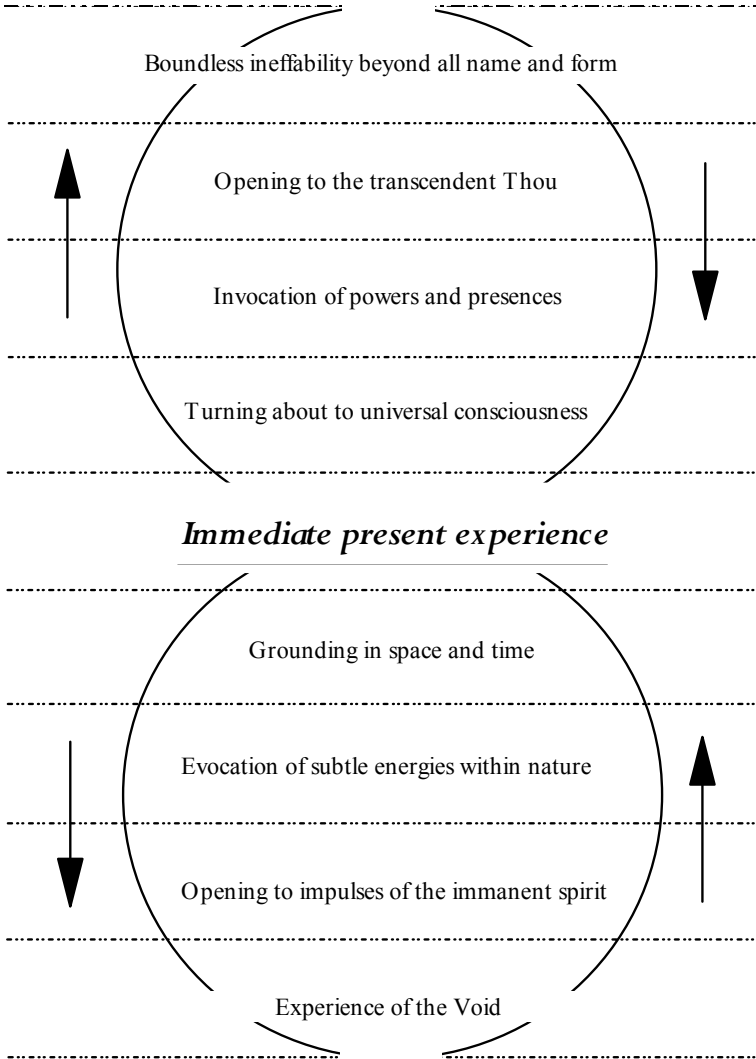 Boundless ineffability beyond all name and form
Opening to the transcendent Thou
Invocation of powers and presences
Turning about to universal consciousness
Immediate present experience
Grounding in space and time
Evocation of subtle energies within nature
Opening to impulses of the immanent spirit
Experience of the Void